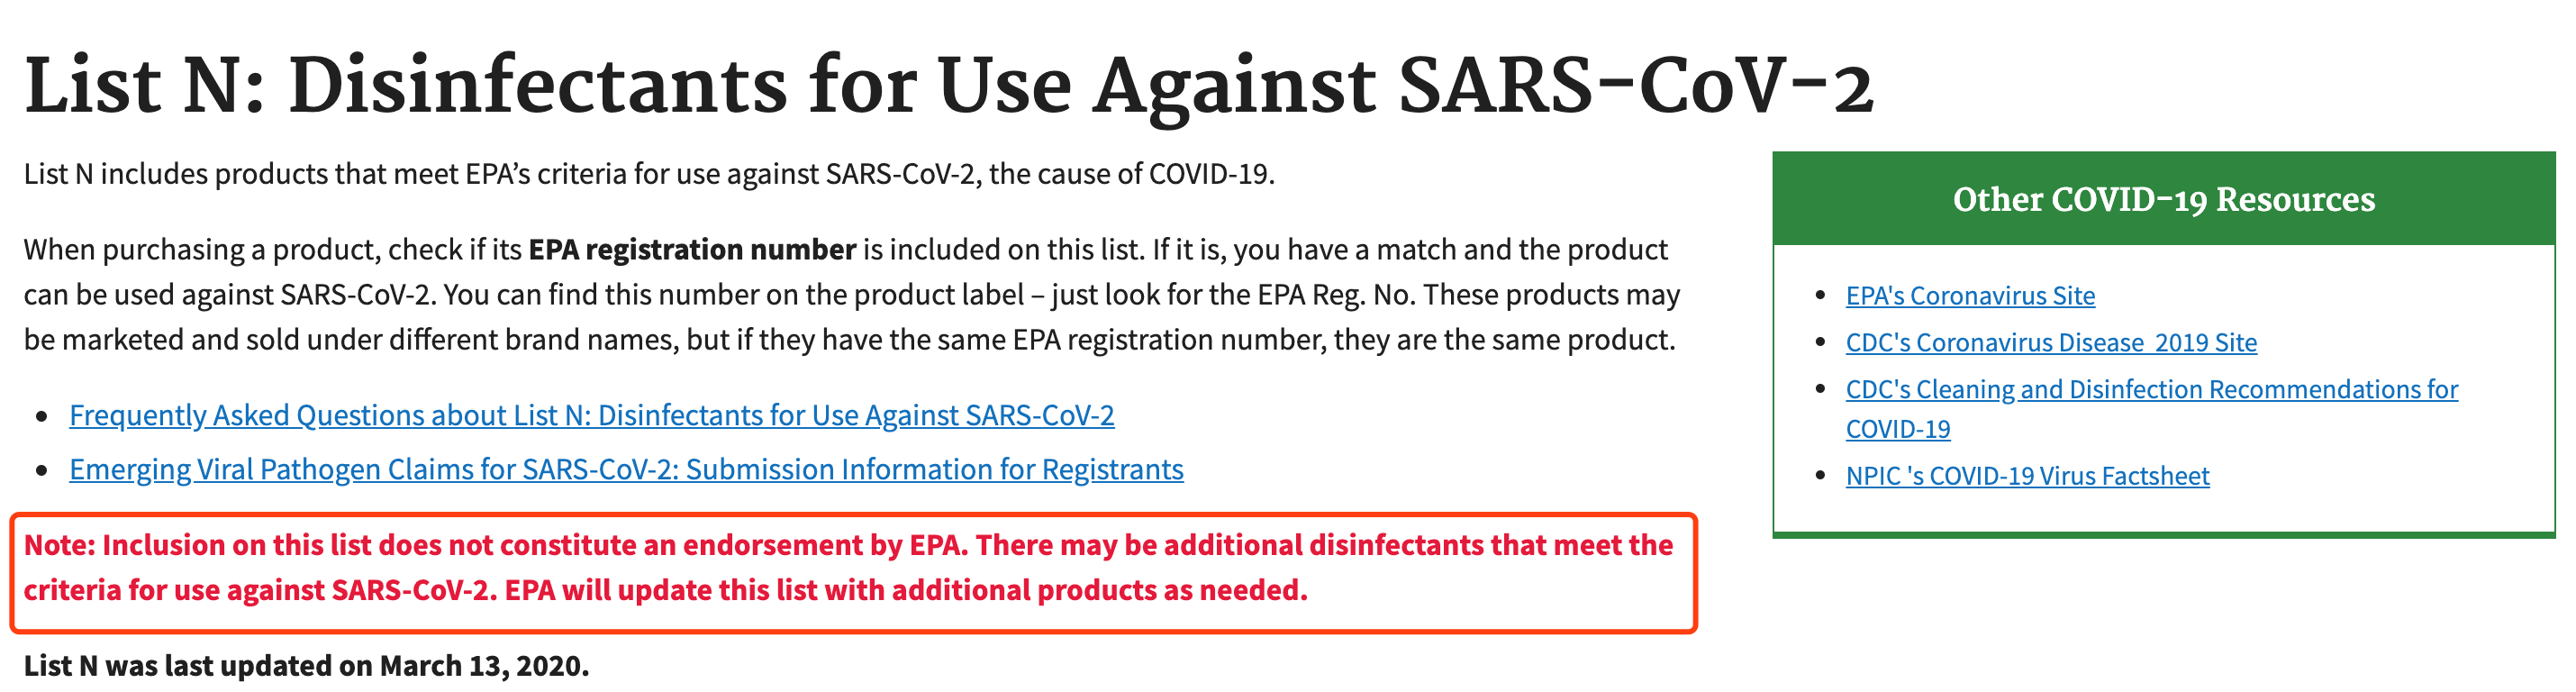 List N: Disinfectants for Use Against SARS-CoV-2
List N includes products that meet EPA’s criteria for use against SARS-CoV-2, the cause of COVID-19.
When purchasing a product, check if its EPA registration number is included on this list. If it is, you have a match and the product
can be used against SARS-CoV-2. You can find this number on the product label – just look for the EPA Reg. No. These products may
be marketed and sold under different brand names, but if they have the same EPA registration number, they are the same product.
• Frequently Asked Questions about List N: Disinfectants for Use Against SARS-CoV-2
• Emerging Viral Pathogen Claims for SARS-CoV-2: Submission Information for Registrants
Note: Inclusion on this list does not constitute an endorsement by EPA. There may be additional disinfectants that meet the
criteria for use against SARS-CoV-2. EPA will update this list with additional products as needed.
List N was last updated on March 13, 2020.
Other COVID-19 Resources
• EPA's Coronavirus Site
• CDC's Coronavirus Disease 2019 Site
• CDC's Cleaning and Disinfection Recommendations for
COVID-19
• NPIC 's COVID-19 Virus Factsheet